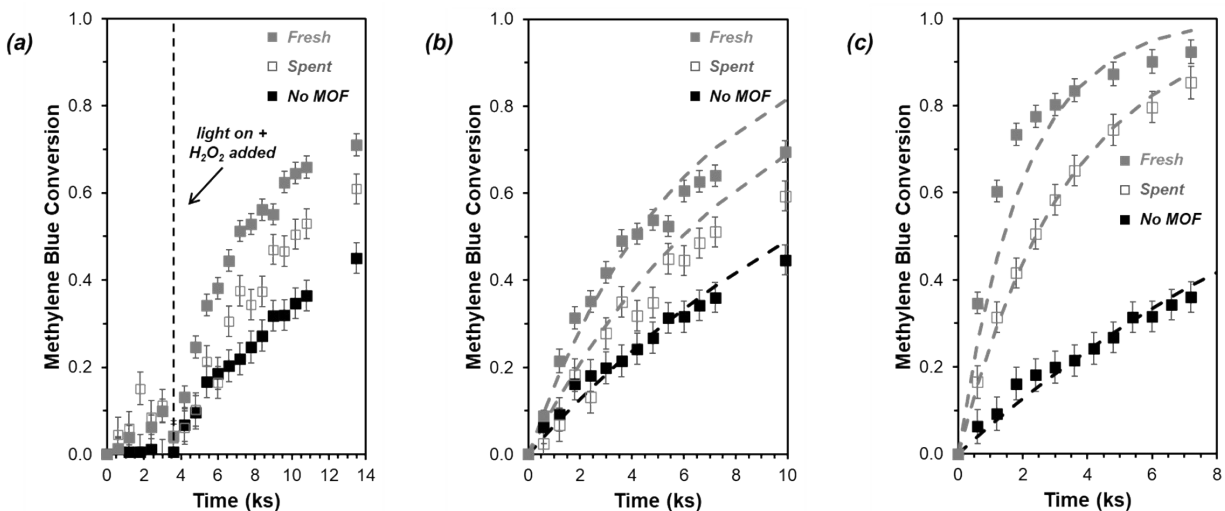 (a)
Methylene Blue Conversion
1.0
0.8
0.6
0.4
0.2
0.0
0 2 4 6 8 10 12 14
Time (ks)
Fresh
Spent
No MOF
light on +
H₂O₂ added
(b)
Methylene Blue Conversion
1.0
0.8
0.6
0.4
0.2
0.0
0 2 4 6 8 10
Time (ks)
Fresh
Spent
No MOF
(c)
Methylene Blue Conversion
1.0
0.8
0.6
0.4
0.2
0.0
0 2 4 6 8
Time (ks)
Fresh
Spent
No MOF